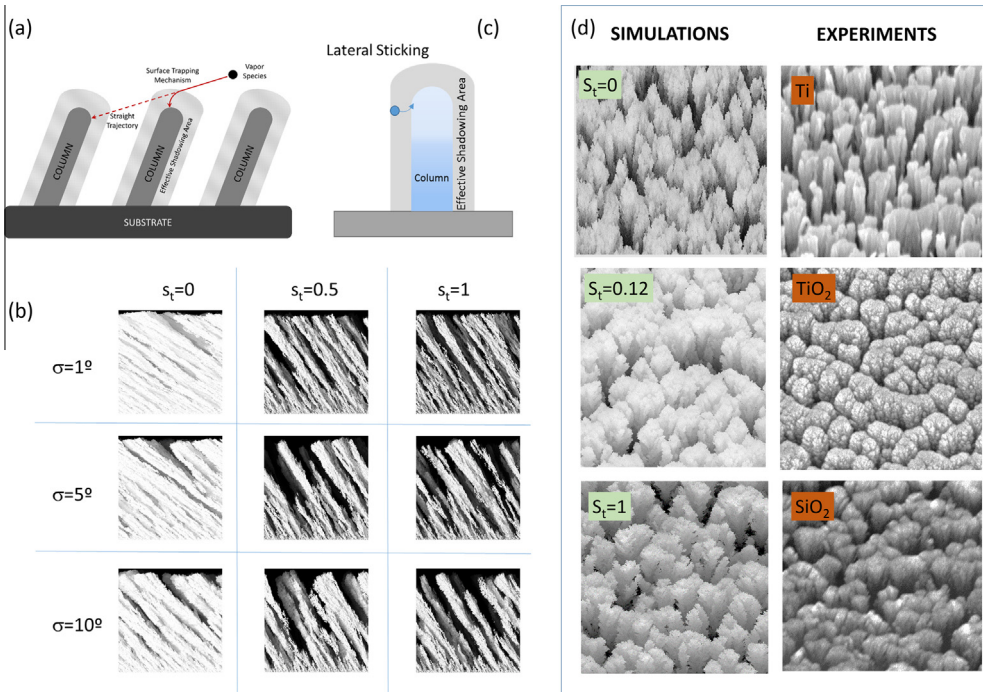 (a)
Surface Trapping
Mechanism
Vapor
Species
Straight
Trajectory
COLUMN
COLUMN
Effective Shadowing Area
COLUMN
SUBSTRATE
(c)
Lateral Sticking
Column
Effective Shadowing Area
(b)
st=0
st=0.5
st=1
σ=1º
σ=5º
σ=10º
(d)
SIMULATIONS
EXPERIMENTS
St=0
Ti
St=0.12
TiO2
St=1
SiO2